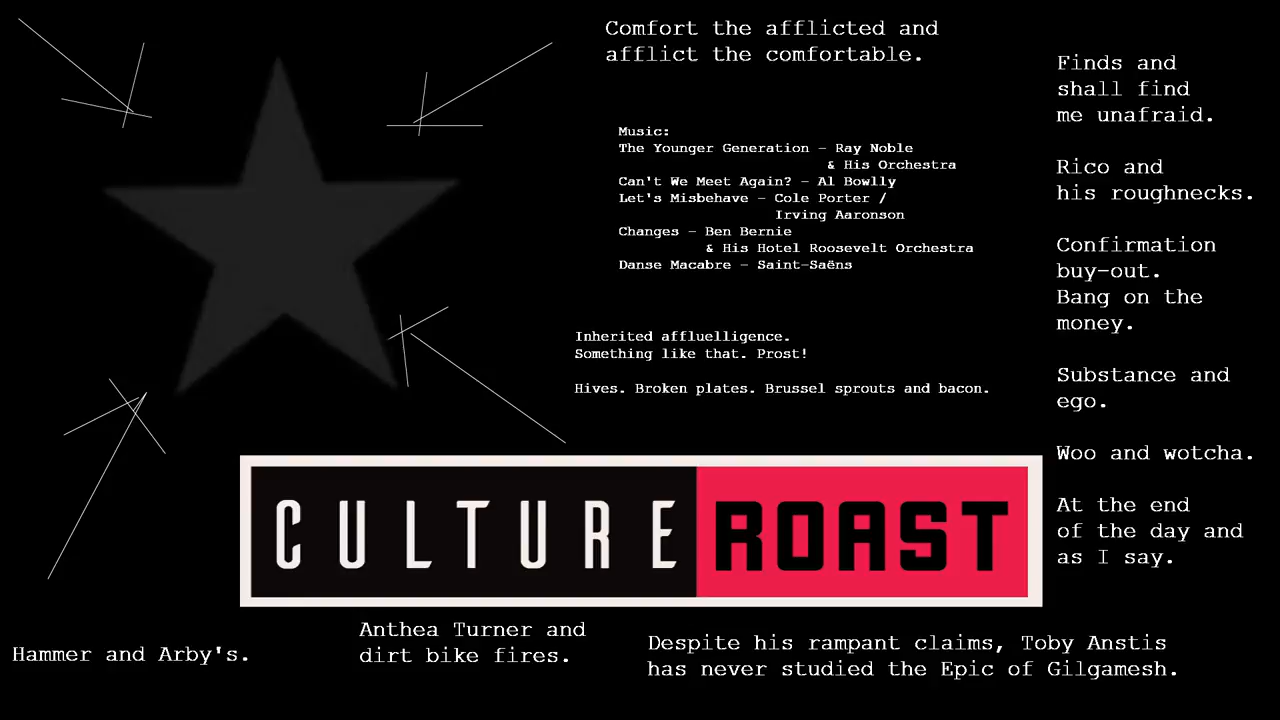 Comfort the afflicted and
afflict the comfortable.
Music:
The Younger Generation – Ray Noble
& His Orchestra
Can't We Meet Again? – Al Bowlly
Let's Misbehave – Cole Porter /
Irving Aaronson
Changes – Ben Bernie
& His Hotel Roosevelt Orchestra
Danse Macabre – Saint-Saëns
Inherited affluelligence.
Something like that. Prost!
Hives. Broken plates. Brussel sprouts and bacon.
Finds and
shall find
me unafraid.
Rico and
his roughnecks.
Confirmation
buy-out.
Bang on the
money.
Substance and
ego.
Woo and wotcha.
At the end
of the day and
as I say.
CULTURE ROAST
Hammer and Arby's.
Anthea Turner and
dirt bike fires.
Despite his rampant claims, Toby Anstis
has never studied the Epic of Gilgamesh.